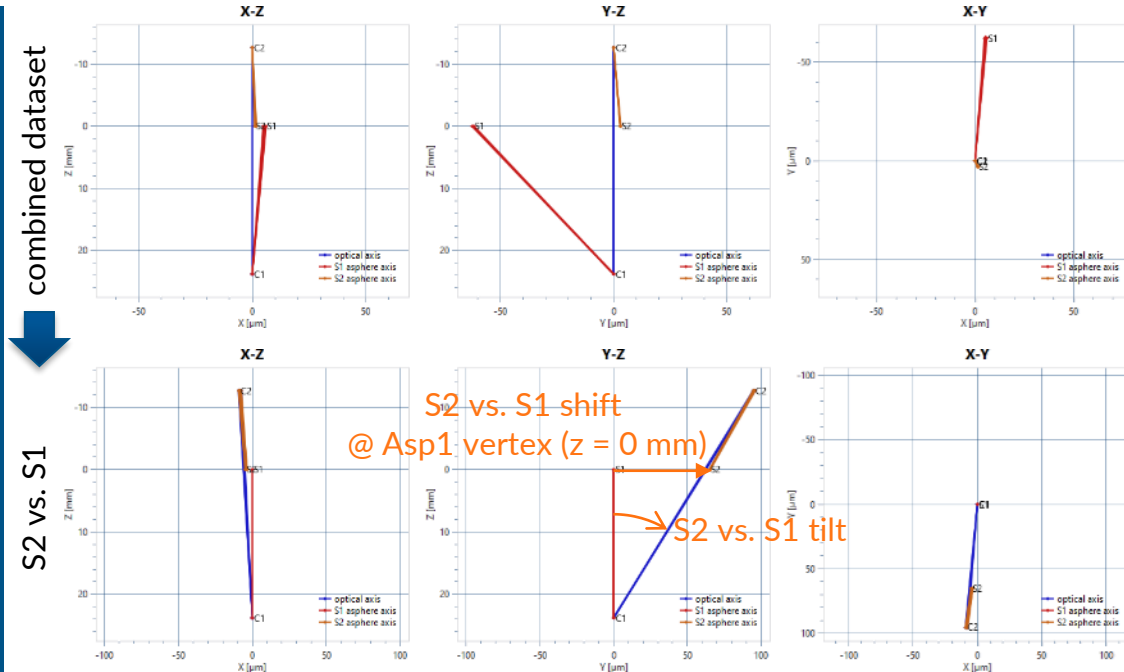 combined dataset
S2 vs. S1
X-Z
-10
0
10
20
Z [mm]
C2
S2
S1
C1
optical axis
S1 asphere axis
S2 asphere axis
-50
0
50
X [µm]
Y-Z
-10
0
10
20
Z [mm]
C2
S1
S2
C1
optical axis
S1 asphere axis
S2 asphere axis
-50
0
50
Y [µm]
X-Y
-50
0
50
Y [µm]
S1
C2
S2
optical axis
S1 asphere axis
S2 asphere axis
-50
0
50
X [µm]
X-Z
-10
0
10
20
Z [mm]
C2
S1
C1
optical axis
S1 asphere axis
S2 asphere axis
-100
-50
0
50
100
X [µm]
Y-Z
-10
0
10
20
Z [mm]
C2
S2 vs. S1 shift
@ Asp1 vertex (z = 0 mm)
S1
S2
S2 vs. S1 tilt
C1
optical axis
S1 asphere axis
S2 asphere axis
-100
-50
0
50
100
Y [µm]
X-Y
-100
-50
0
50
100
Y [µm]
S2
C2
optical axis
S1 asphere axis
S2 asphere axis
-100
-50
0
50
100
X [µm]